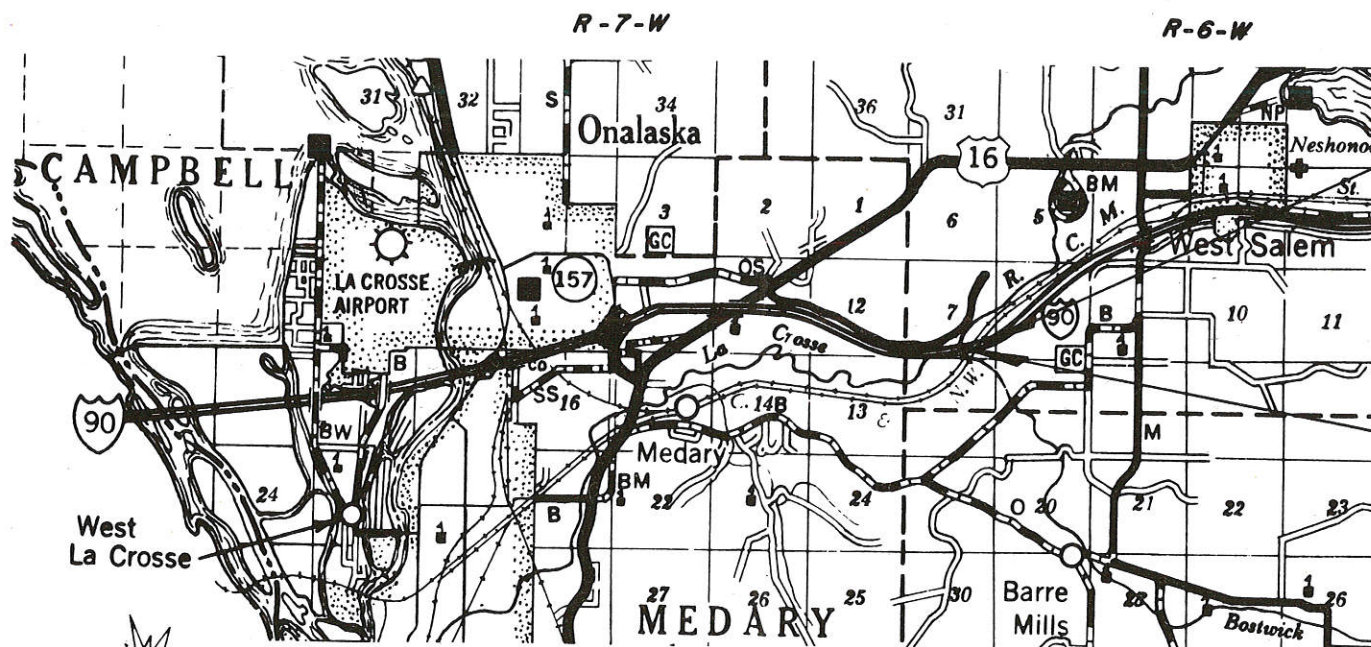 R-7-W
R-6-W
31
32
S
34
36
31
NP
Onalaska
16
Neshonoc
CAMPBELL
BM
St.
3
2
1
6
5
M.
GC
C.
West Salem
LA CROSSE
AIRPORT
157
OS
R.
12
7
90
10
11
B
La Crosse
GC
B
Co
SS
16
C.
14
B
13
&
N.W.
90
BW
Medary
M
24
BM
22
24
O
20
21
22
23
B
West
La Crosse
27
26
25
30
Barre
Mills
28
26
MEDARY
Bostwick